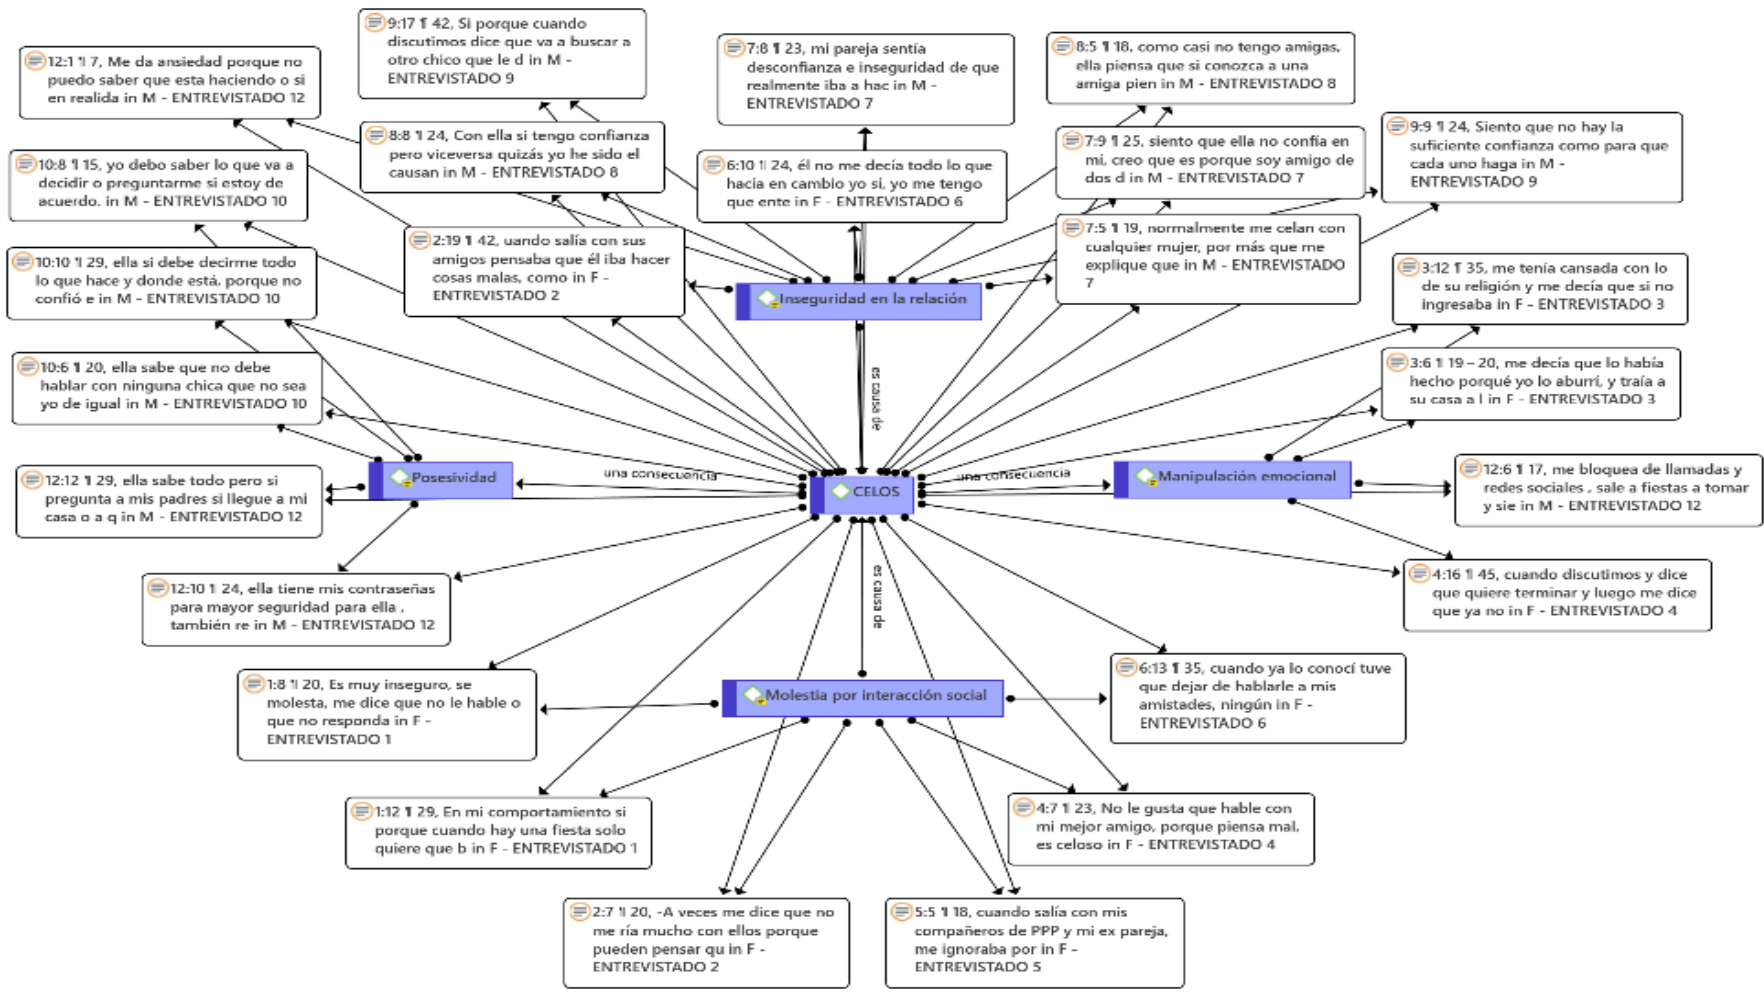 9:17 ¶ 42, Si porque cuando
discutimos dice que va a buscar a
otro chico que le d in M -
ENTREVISTADO 9
12:1 ¶ 7, Me da ansiedad porque no
puedo saber que esta haciendo o si
en realida in M - ENTREVISTADO 12
7:8 ¶ 23, mi pareja sentía
desconfianza e inseguridad de que
realmente iba a hac in M -
ENTREVISTADO 7
8:5 ¶ 18, como casi no tengo amigas,
ella piensa que si conozca a una
amiga pien in M - ENTREVISTADO 8
8:8 ¶ 24, Con ella si tengo confianza
pero viceversa quizás yo he sido el
causan in M - ENTREVISTADO 8
9:9 ¶ 24, Siento que no hay la
suficiente confianza como para que
cada uno haga in M -
ENTREVISTADO 9
7:9 ¶ 25, siento que ella no confía en
mi, creo que es porque soy amigo de
dos d in M - ENTREVISTADO 7
10:8 ¶ 15, yo debo saber lo que va a
decidir o preguntarme si estoy de
acuerdo. in M - ENTREVISTADO 10
6:10 ¶ 24, él no me decía todo lo que
hacía en cambio yo sí, yo me tengo
que ente in F - ENTREVISTADO 6
7:5 ¶ 19, normalmente me celan con
cualquier mujer, por más que me
explique que in M - ENTREVISTADO
7
2:19 ¶ 42, uando salía con sus
amigos pensaba que él iba hacer
cosas malas, como in F -
ENTREVISTADO 2
10:10 ¶ 29, ella si debe decirme todo
lo que hace y donde está, porque no
confió e in M - ENTREVISTADO 10
3:12 ¶ 35, me tenía cansada con lo
de su religión y me decía que si no
ingresaba in F - ENTREVISTADO 3
Inseguridad en la relación
10:6 ¶ 20, ella sabe que no debe
hablar con ninguna chica que no sea
yo de igual in M - ENTREVISTADO 10
es causa de
3:6 ¶ 19 – 20, me decía que lo había
hecho porqué yo lo aburrí, y traía a
su casa a l in F - ENTREVISTADO 3
12:12 ¶ 29, ella sabe todo pero si
pregunta a mis padres si llegue a mi
casa o a q in M - ENTREVISTADO 12
Posesividad
una consecuencia
CELOS
una consecuencia
Manipulación emocional
12:6 ¶ 17, me bloquea de llamadas y
redes sociales , sale a fiestas a tomar
y sie in M - ENTREVISTADO 12
12:10 ¶ 24, ella tiene mis contraseñas
para mayor seguridad para ella ,
también re in M - ENTREVISTADO 12
es causa de
4:16 ¶ 45, cuando discutimos y dice
que quiere terminar y luego me dice
que ya no in F - ENTREVISTADO 4
1:8 ¶ 20, Es muy inseguro, se
molesta, me dice que no le hable o
que no responda in F -
ENTREVISTADO 1
Molestia por interacción social
6:13 ¶ 35, cuando ya lo conocí tuve
que dejar de hablarle a mis
amistades, ningún in F -
ENTREVISTADO 6
1:12 ¶ 29, En mi comportamiento si
porque cuando hay una fiesta solo
quiere que b in F - ENTREVISTADO 1
4:7 ¶ 23, No le gusta que hable con
mi mejor amigo, porque piensa mal,
es celoso in F - ENTREVISTADO 4
2:7 ¶ 20, -A veces me dice que no
me ría mucho con ellos porque
pueden pensar qu in F -
ENTREVISTADO 2
5:5 ¶ 18, cuando salía con mis
compañeros de PPP y mi ex pareja,
me ignoraba por in F -
ENTREVISTADO 5